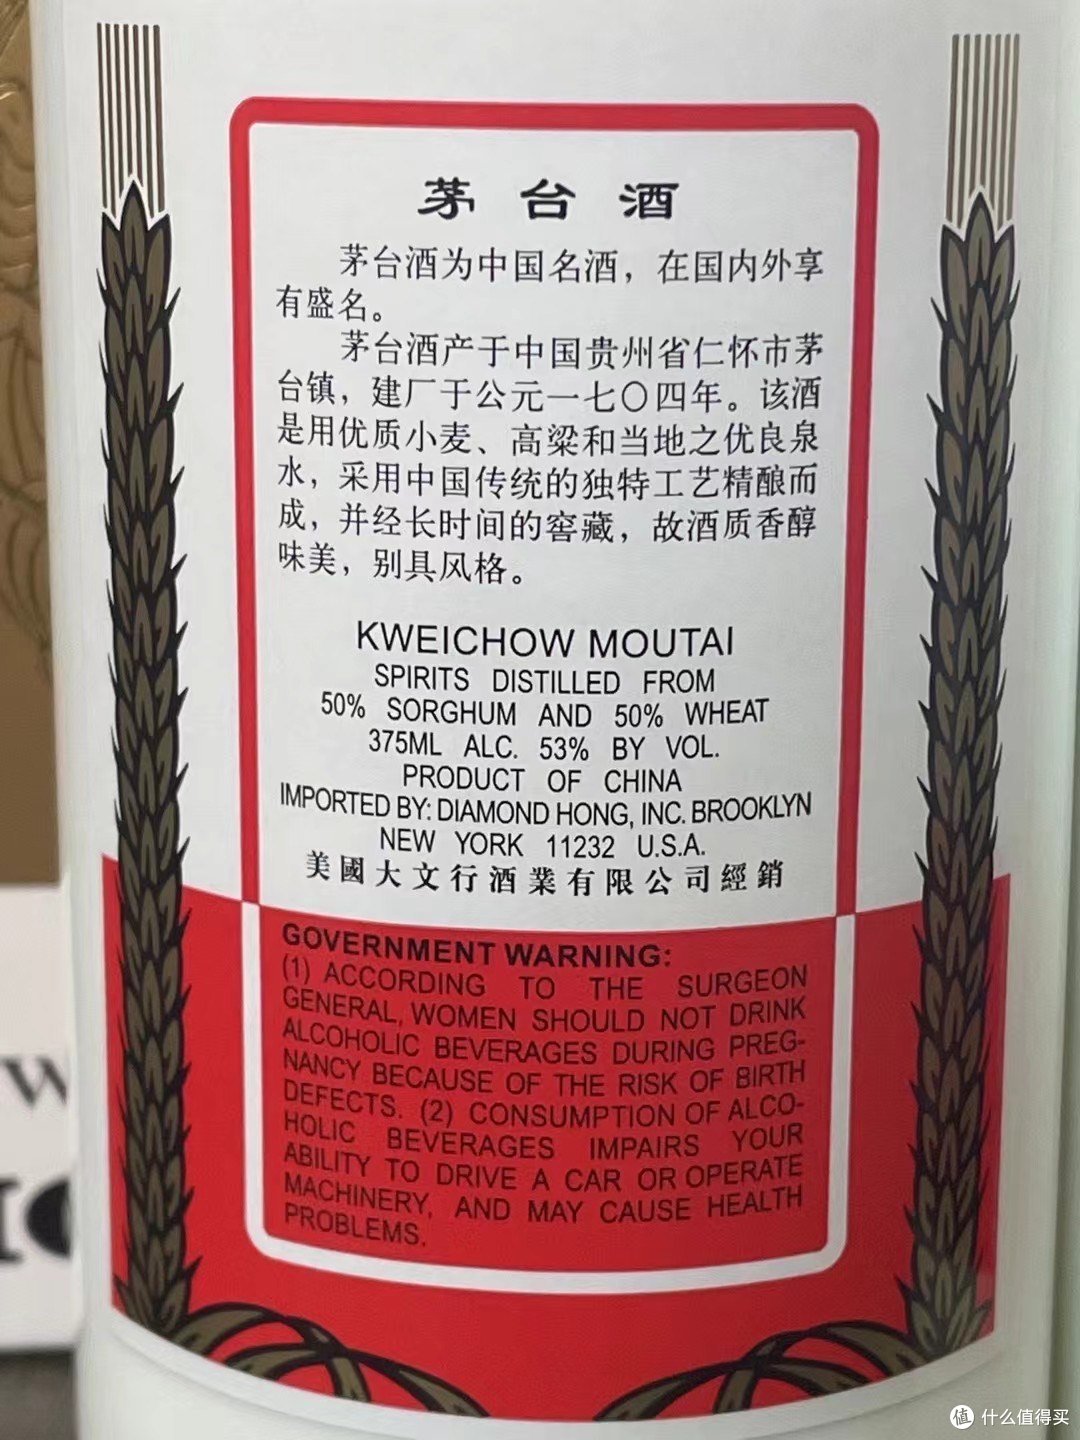 茅台酒
茅台酒为中国名酒，在国内外享
有盛名。
茅台酒产于中国贵州省仁怀市茅
台镇，建厂于公元一七〇四年。该酒
是用优质小麦、高粱和当地之优良泉
水，采用中国传统的独特工艺精酿而
成，并经长时间的窖藏，故酒质香醇
味美，别具风格。
KWEICHOW MOUTAI
SPIRITS DISTILLED FROM
50% SORGHUM AND 50% WHEAT
375ML ALC. 53% BY VOL.
PRODUCT OF CHINA
IMPORTED BY: DIAMOND HONG, INC. BROOKLYN
NEW YORK 11232 U.S.A.
美國大文行酒業有限公司經銷
GOVERNMENT WARNING:
(1) ACCORDING TO THE SURGEON
GENERAL, WOMEN SHOULD NOT DRINK
ALCOHOLIC BEVERAGES DURING PREG-
NANCY BECAUSE OF THE RISK OF BIRTH
DEFECTS. (2) CONSUMPTION OF ALCO-
HOLIC BEVERAGES IMPAIRS YOUR
ABILITY TO DRIVE A CAR OR OPERATE
MACHINERY, AND MAY CAUSE HEALTH
PROBLEMS.
值 什么值得买